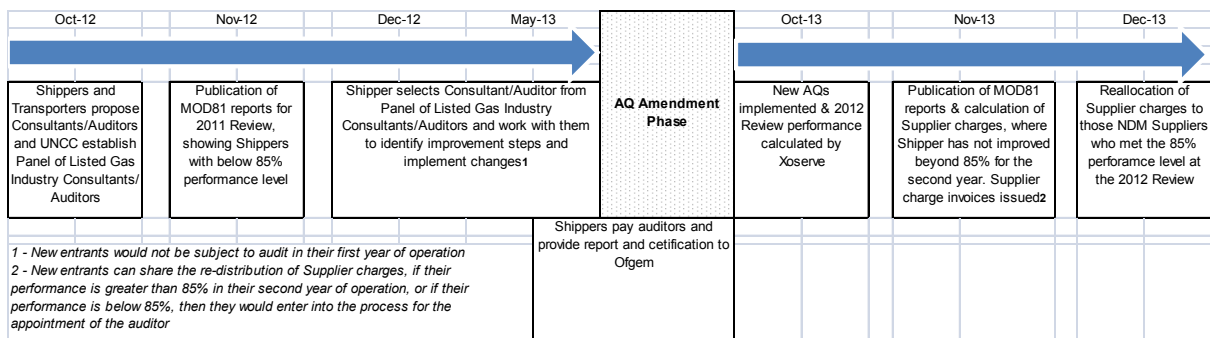 Oct-12
Nov-12
Dec-12
May-13
Oct-13
Nov-13
Dec-13
Shippers and
Transporters propose
Consultants/Auditors
and UNCC establish
Panel of Listed Gas
Industry Consultants/
Auditors
Publication of
MOD81 reports for
2011 Review,
showing Shippers
with below 85%
performance level
Shipper selects Consultant/Auditor from
Panel of Listed Gas Industry
Consultants/Auditors and work with them
to identify improvement steps and
implement changes1
AQ Amendment
Phase
New AQs
implemented & 2012
Review performance
calculated by
Xoserve
Publication of MOD81
reports & calculation of
Supplier charges, where
Shipper has not improved
beyond 85% for the
second year. Supplier
charge invoices issued2
Reallocation of
Supplier charges to
those NDM Suppliers
who met the 85%
perforamce level at
the 2012 Review
Shippers pay auditors and
provide report and cetification to
Ofgem
1 - New entrants would not be subject to audit in their first year of operation
2 - New entrants can share the re-distribution of Supplier charges, if their
performance is greater than 85% in their second year of operation, or if their
performance is below 85%, then they would enter into the process for the
appointment of the auditor